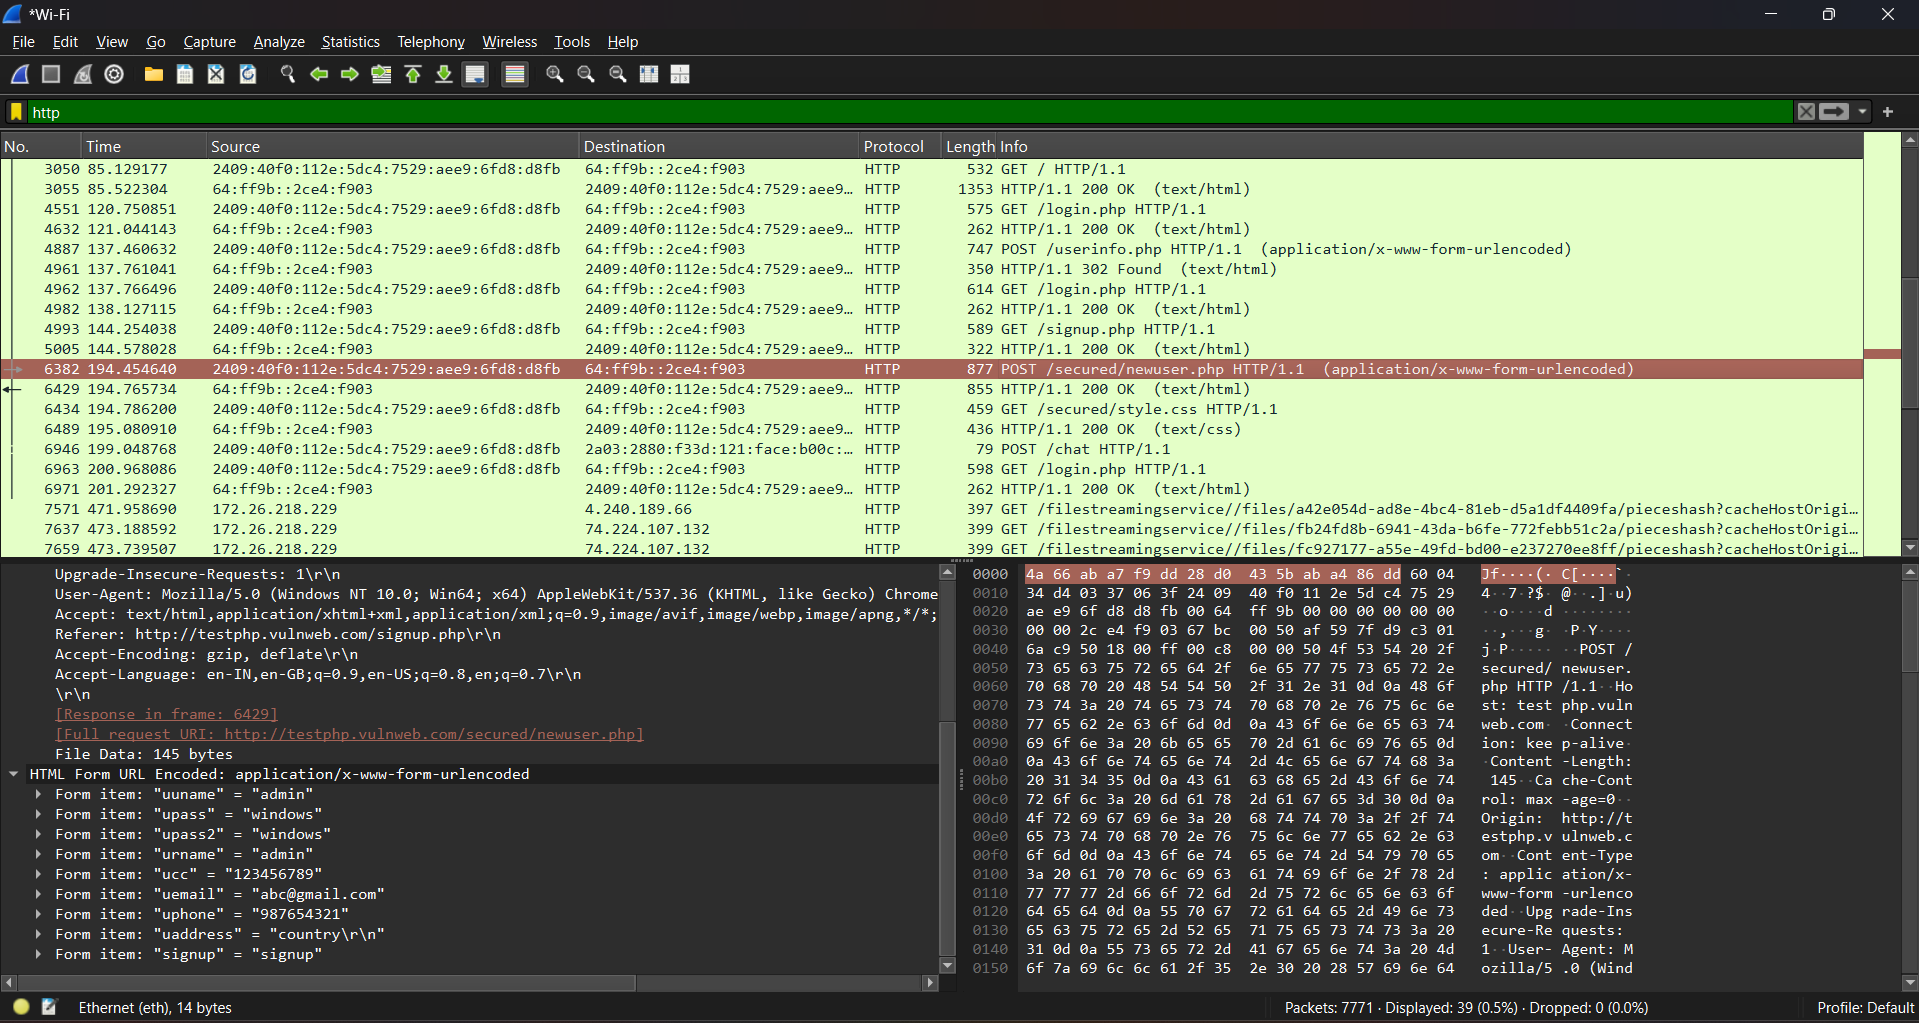 *Wi-Fi
File Edit View Go Capture Analyze Statistics Telephony Wireless Tools Help
http
No. Time Source Destination Protocol Length Info
3050 85.129177 2409:40f0:112e:5dc4:7529:aee9:6fd8:d8fb 64:ff9b::2ce4:f903 HTTP 532 GET / HTTP/1.1
3055 85.522304 64:ff9b::2ce4:f903 2409:40f0:112e:5dc4:7529:aee9… HTTP 1353 HTTP/1.1 200 OK (text/html)
4551 120.750851 2409:40f0:112e:5dc4:7529:aee9:6fd8:d8fb 64:ff9b::2ce4:f903 HTTP 575 GET /login.php HTTP/1.1
4632 121.044143 64:ff9b::2ce4:f903 2409:40f0:112e:5dc4:7529:aee9… HTTP 262 HTTP/1.1 200 OK (text/html)
4887 137.460632 2409:40f0:112e:5dc4:7529:aee9:6fd8:d8fb 64:ff9b::2ce4:f903 HTTP 747 POST /userinfo.php HTTP/1.1 (application/x-www-form-urlencoded)
4961 137.761041 64:ff9b::2ce4:f903 2409:40f0:112e:5dc4:7529:aee9… HTTP 350 HTTP/1.1 302 Found (text/html)
4962 137.766496 2409:40f0:112e:5dc4:7529:aee9:6fd8:d8fb 64:ff9b::2ce4:f903 HTTP 614 GET /login.php HTTP/1.1
4982 138.127115 64:ff9b::2ce4:f903 2409:40f0:112e:5dc4:7529:aee9… HTTP 262 HTTP/1.1 200 OK (text/html)
4993 144.254038 2409:40f0:112e:5dc4:7529:aee9:6fd8:d8fb 64:ff9b::2ce4:f903 HTTP 589 GET /signup.php HTTP/1.1
5005 144.578028 64:ff9b::2ce4:f903 2409:40f0:112e:5dc4:7529:aee9… HTTP 322 HTTP/1.1 200 OK (text/html)
6382 194.454640 2409:40f0:112e:5dc4:7529:aee9:6fd8:d8fb 64:ff9b::2ce4:f903 HTTP 877 POST /secured/newuser.php HTTP/1.1 (application/x-www-form-urlencoded)
6429 194.765734 64:ff9b::2ce4:f903 2409:40f0:112e:5dc4:7529:aee9… HTTP 855 HTTP/1.1 200 OK (text/html)
6434 194.786200 2409:40f0:112e:5dc4:7529:aee9:6fd8:d8fb 64:ff9b::2ce4:f903 HTTP 459 GET /secured/style.css HTTP/1.1
6489 195.080910 64:ff9b::2ce4:f903 2409:40f0:112e:5dc4:7529:aee9… HTTP 436 HTTP/1.1 200 OK (text/css)
6946 199.048768 2409:40f0:112e:5dc4:7529:aee9:6fd8:d8fb 2a03:2880:f33d:121:face:b00c:… HTTP 79 POST /chat HTTP/1.1
6963 200.968086 2409:40f0:112e:5dc4:7529:aee9:6fd8:d8fb 64:ff9b::2ce4:f903 HTTP 598 GET /login.php HTTP/1.1
6971 201.292327 64:ff9b::2ce4:f903 2409:40f0:112e:5dc4:7529:aee9… HTTP 262 HTTP/1.1 200 OK (text/html)
7571 471.958690 172.26.218.229 4.240.189.66 HTTP 397 GET /filestreamingservice//files/a42e054d-ad8e-4bc4-81eb-d5a1df4409fa/pieceshash?cacheHostOrigi…
7637 473.188592 172.26.218.229 74.224.107.132 HTTP 399 GET /filestreamingservice//files/fb24fd8b-6941-43da-b6fe-772febb51c2a/pieceshash?cacheHostOrigi…
7659 473.739507 172.26.218.229 74.224.107.132 HTTP 399 GET /filestreamingservice//files/fc927177-a55e-49fd-bd00-e237270ee8ff/pieceshash?cacheHostOrigi…
Upgrade-Insecure-Requests: 1\r\n
User-Agent: Mozilla/5.0 (Windows NT 10.0; Win64; x64) AppleWebKit/537.36 (KHTML, like Gecko) Chrome
Accept: text/html,application/xhtml+xml,application/xml;q=0.9,image/avif,image/webp,image/apng,*/*;
Referer: http://testphp.vulnweb.com/signup.php\r\n
Accept-Encoding: gzip, deflate\r\n
Accept-Language: en-IN,en-GB;q=0.9,en-US;q=0.8,en;q=0.7\r\n
\r\n
[Response in frame: 6429]
[Full request URI: http://testphp.vulnweb.com/secured/newuser.php]
File Data: 145 bytes
HTML Form URL Encoded: application/x-www-form-urlencoded
Form item: "uuname" = "admin"
Form item: "upass" = "windows"
Form item: "upass2" = "windows"
Form item: "urname" = "admin"
Form item: "ucc" = "123456789"
Form item: "uemail" = "abc@gmail.com"
Form item: "uphone" = "987654321"
Form item: "uaddress" = "country\r\n"
Form item: "signup" = "signup"
0000 4a 66 ab a7 f9 dd 28 d0 43 5b ab a4 86 dd 60 04 Jf····(· C[····`·
0010 34 d4 03 37 06 3f 24 09 40 f0 11 2e 5d c4 75 29 4··7·?$· @··.]·u)
0020 ae e9 6f d8 d8 fb 00 64 ff 9b 00 00 00 00 00 00 ··o····d ········
0030 00 00 2c e4 f9 03 67 bc 00 50 af 59 7f d9 c3 01 ··,···g· ·P·Y····
0040 6a c9 50 18 00 ff 00 c8 00 00 50 4f 53 54 20 2f j·P····· ··POST /
0050 73 65 63 75 72 65 64 2f 6e 65 77 75 73 65 72 2e secured/ newuser.
0060 70 68 70 20 48 54 54 50 2f 31 2e 31 0d 0a 48 6f php HTTP /1.1··Ho
0070 73 74 3a 20 74 65 73 74 70 68 70 2e 76 75 6c 6e st: test php.vuln
0080 77 65 62 2e 63 6f 6d 0d 0a 43 6f 6e 6e 65 63 74 web.com· ·Connect
0090 69 6f 6e 3a 20 6b 65 65 70 2d 61 6c 69 76 65 0d ion: kee p-alive·
00a0 0a 43 6f 6e 74 65 6e 74 2d 4c 65 6e 67 74 68 3a ·Content -Length:
00b0 20 31 34 35 0d 0a 43 61 63 68 65 2d 43 6f 6e 74 145··Ca che-Cont
00c0 72 6f 6c 3a 20 6d 61 78 2d 61 67 65 3d 30 0d 0a rol: max -age=0··
00d0 4f 72 69 67 69 6e 3a 20 68 74 74 70 3a 2f 2f 74 Origin: http://t
00e0 65 73 74 70 68 70 2e 76 75 6c 6e 77 65 62 2e 63 estphp.v ulnweb.c
00f0 6f 6d 0d 0a 43 6f 6e 74 65 6e 74 2d 54 79 70 65 om··Cont ent-Type
0100 3a 20 61 70 70 6c 69 63 61 74 69 6f 6e 2f 78 2d : applic ation/x-
0110 77 77 77 2d 66 6f 72 6d 2d 75 72 6c 65 6e 63 6f www-form -urlenco
0120 64 65 64 0d 0a 55 70 67 72 61 64 65 2d 49 6e 73 ded··Upg rade-Ins
0130 65 63 75 72 65 2d 52 65 71 75 65 73 74 73 3a 20 ecure-Re quests:
0140 31 0d 0a 55 73 65 72 2d 41 67 65 6e 74 3a 20 4d 1··User- Agent: M
0150 6f 7a 69 6c 6c 61 2f 35 2e 30 20 28 57 69 6e 64 ozilla/5 .0 (Wind
Ethernet (eth), 14 bytes
Packets: 7771 · Displayed: 39 (0.5%) · Dropped: 0 (0.0%)
Profile: Default